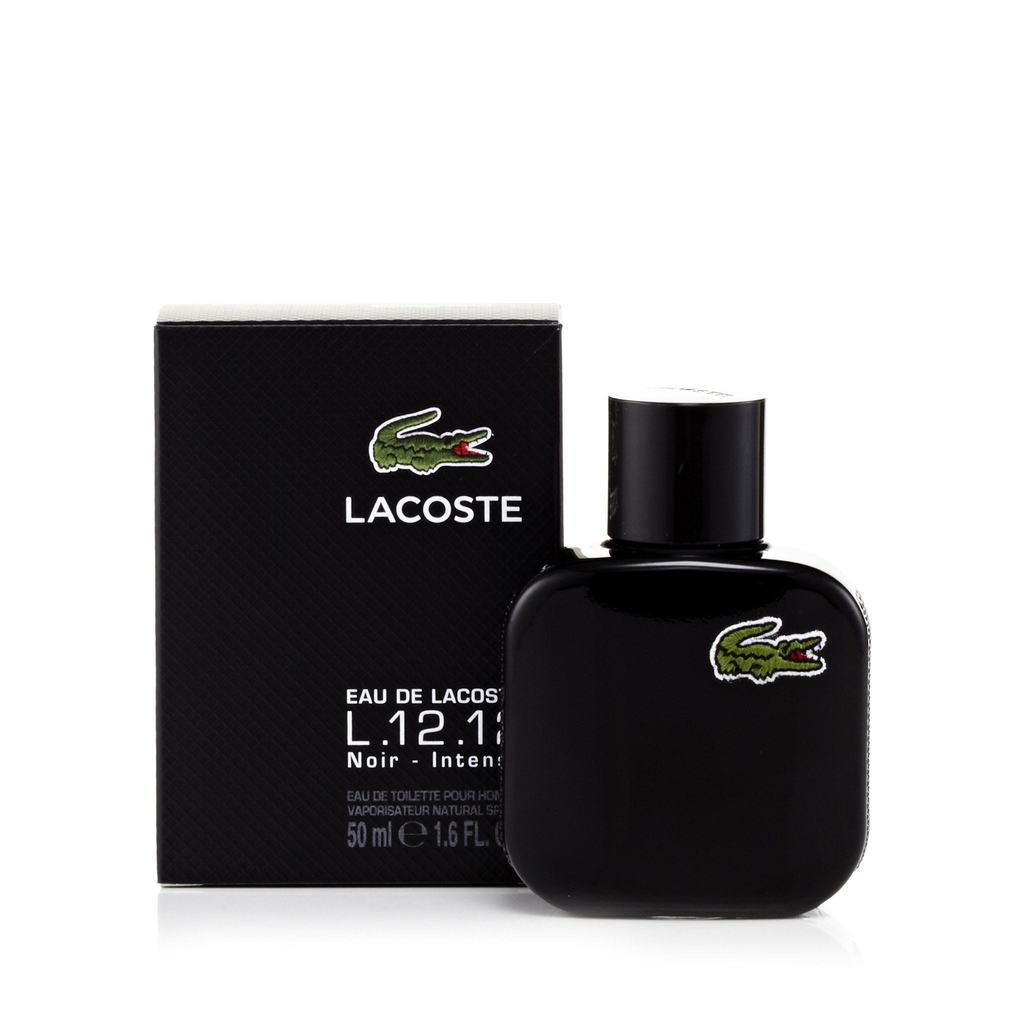 LACOSTE
EAU DE LACOST
L.12.12
Noir - Intens
EAU DE TOILETTE POUR HOM
VAPORISATEUR NATURAL SP
50 ml e 1.6 FL. O